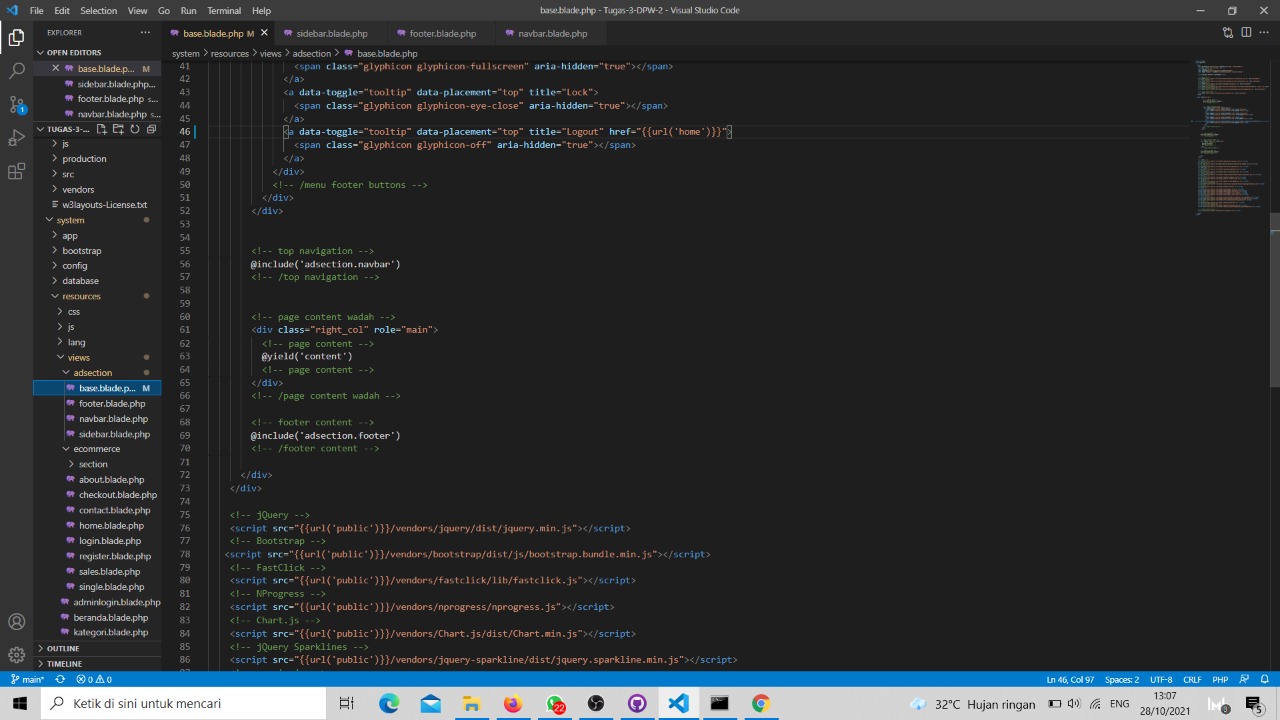 File Edit Selection View Go Run Terminal Help
base.blade.php - Tugas-3-DPW-2 - Visual Studio Code
EXPLORER
OPEN EDITORS
base.blade.p... M
sidebar.blade.php...
footer.blade.php s...
navbar.blade.php s...
TUGAS-3-...
js
production
src
vendors
w3layouts-License.txt
system
app
bootstrap
config
database
resources
css
js
lang
views
adsection
base.blade.p... M
footer.blade.php
navbar.blade.php
sidebar.blade.php
ecommerce
section
about.blade.php
checkout.blade.php
contact.blade.php
home.blade.php
login.blade.php
register.blade.php
sales.blade.php
single.blade.php
adminlogin.blade.php
beranda.blade.php
kategori.blade.php
OUTLINE
TIMELINE
base.blade.php M sidebar.blade.php footer.blade.php navbar.blade.php
system > resources > views > adsection > base.blade.php
41 <span class="glyphicon glyphicon-fullscreen" aria-hidden="true"></span>
42 </a>
43 <a data-toggle="tooltip" data-placement="top" title="Lock">
44 <span class="glyphicon glyphicon-eye-close" aria-hidden="true"></span>
45 </a>
46 <a data-toggle="tooltip" data-placement="top" title="Logout" href="{{url('home')}}">
47 <span class="glyphicon glyphicon-off" aria-hidden="true"></span>
48 </a>
49 </div>
50 <!-- /menu footer buttons -->
51 </div>
52 </div>
53
54
55 <!-- top navigation -->
56 @include('adsection.navbar')
57 <!-- /top navigation -->
58
59
60 <!-- page content wadah -->
61 <div class="right_col" role="main">
62 <!-- page content -->
63 @yield('content')
64 <!-- page content -->
65 </div>
66 <!-- /page content wadah -->
67
68 <!-- footer content -->
69 @include('adsection.footer')
70 <!-- /footer content -->
71
72 </div>
73 </div>
74
75 <!-- jQuery -->
76 <script src="{{url('public')}}/vendors/jquery/dist/jquery.min.js"></script>
77 <!-- Bootstrap -->
78 <script src="{{url('public')}}/vendors/bootstrap/dist/js/bootstrap.bundle.min.js"></script>
79 <!-- FastClick -->
80 <script src="{{url('public')}}/vendors/fastclick/lib/fastclick.js"></script>
81 <!-- NProgress -->
82 <script src="{{url('public')}}/vendors/nprogress/nprogress.js"></script>
83 <!-- Chart.js -->
84 <script src="{{url('public')}}/vendors/Chart.js/dist/Chart.min.js"></script>
85 <!-- jQuery Sparklines -->
86 <script src="{{url('public')}}/vendors/jquery-sparkline/dist/jquery.sparkline.min.js"></script>
main* 0 0 Ln 46, Col 97 Spaces: 2 UTF-8 CRLF PHP
Ketik di sini untuk mencari 22 32°C Hujan ringan ENG 13:07
28/10/2021 5